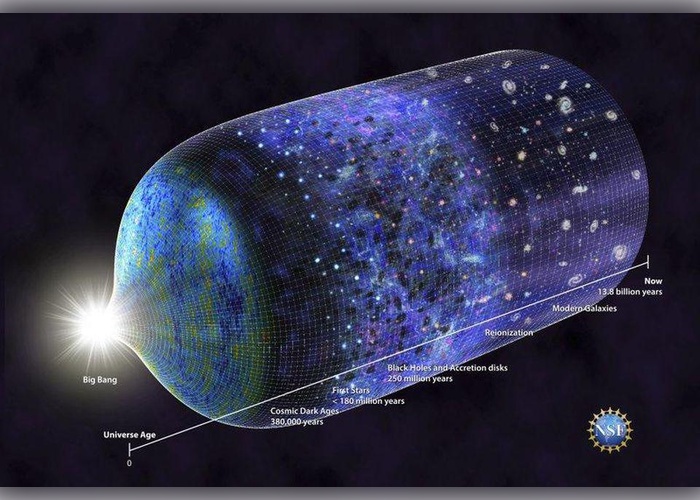 Big Bang
Universe Age
0
Cosmic Dark Ages
380,000 years
First Stars
< 180 million years
Black Holes and Accretion disks
250 million years
Reionization
Modern Galaxies
Now
13.8 billion years
NSF